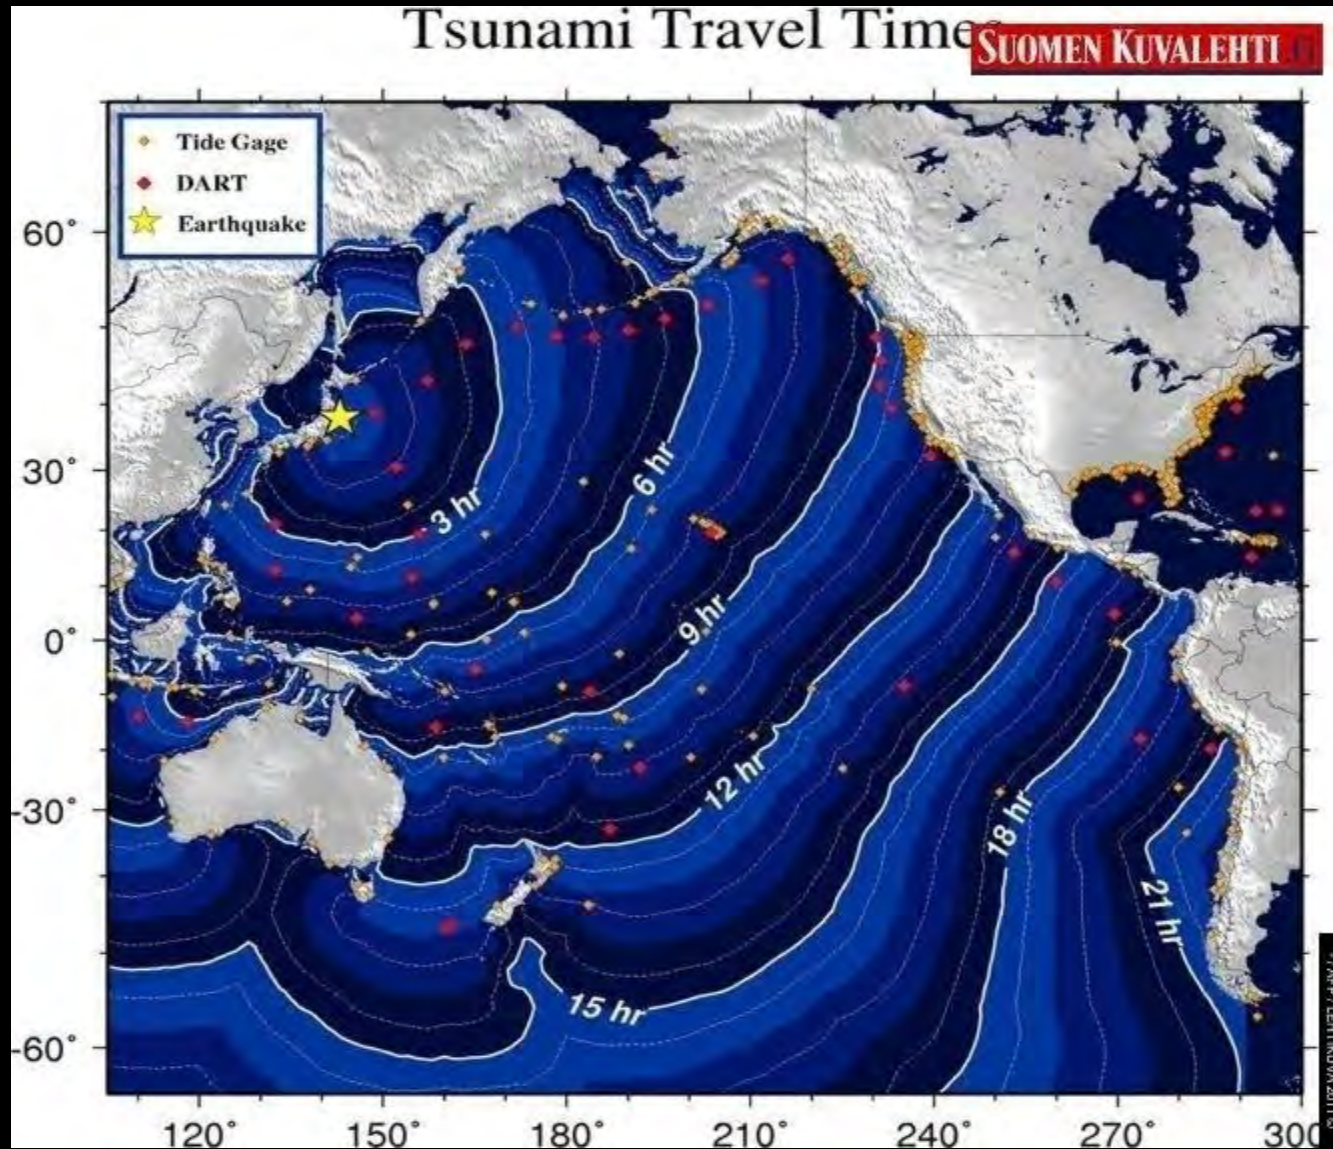 Tsunami Travel Times
SUOMEN KUVALEHTI.fi
Tide Gage
DART
Earthquake
60°
30°
0°
-30°
-60°
3 hr
6 hr
9 hr
12 hr
15 hr
18 hr
21 hr
120°
150°
180°
210°
240°
270°
300